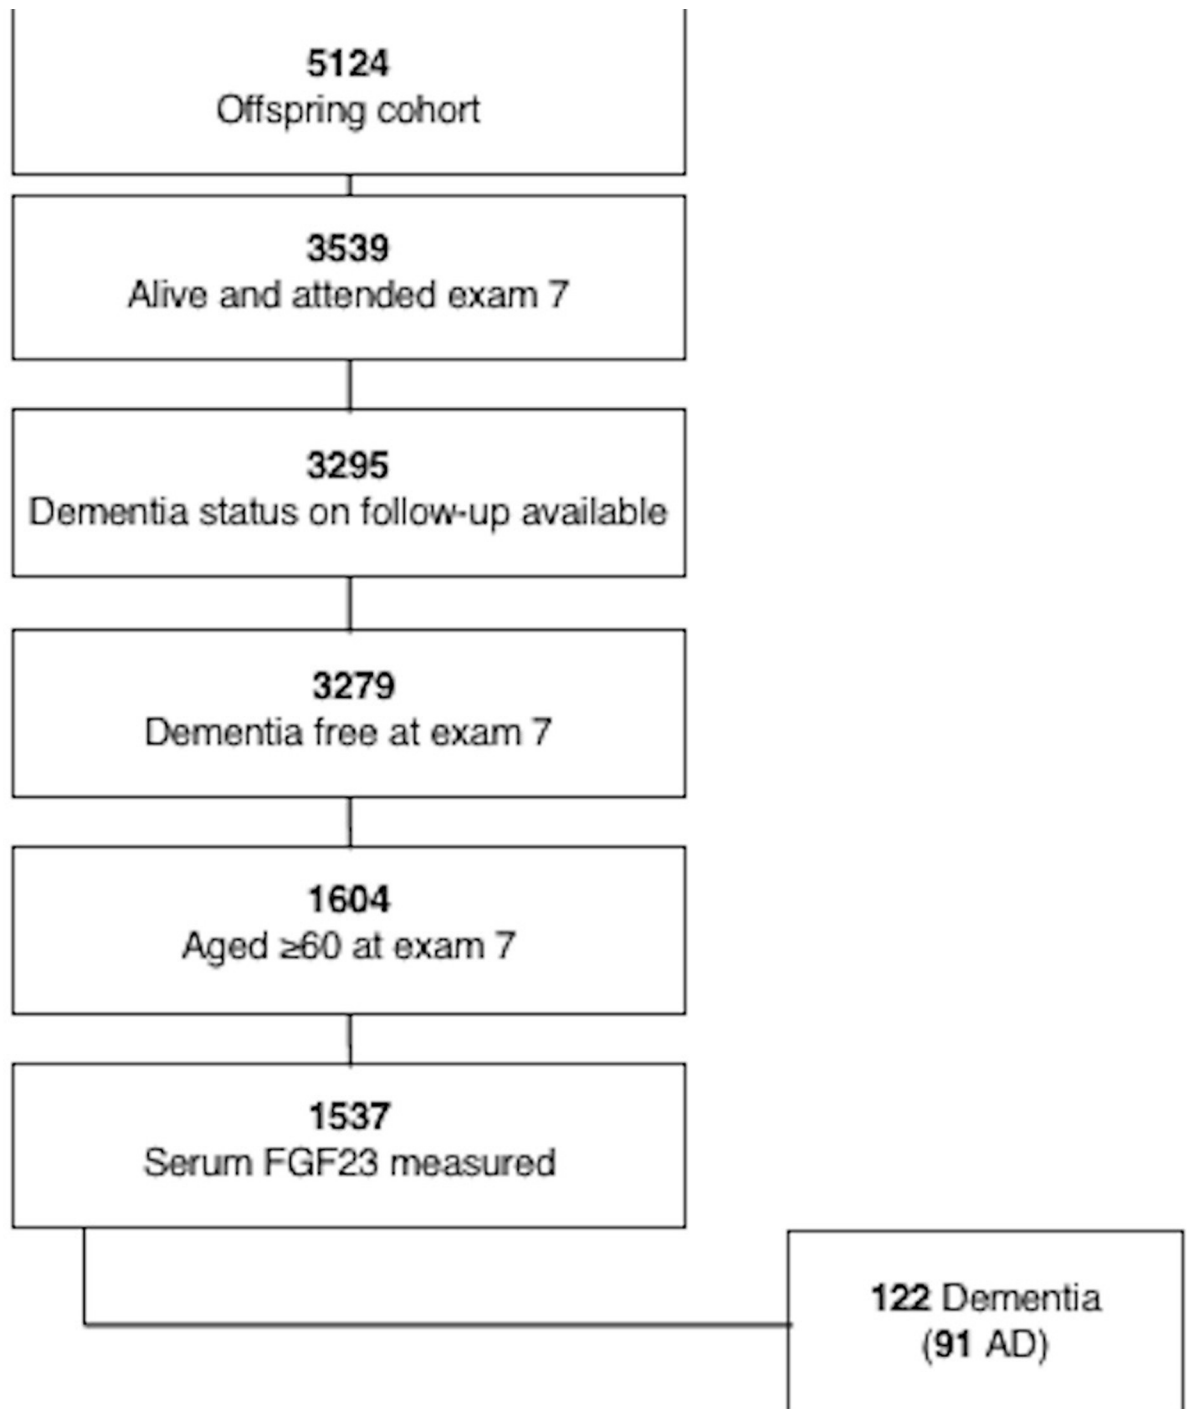 5124
Offspring cohort
3539
Alive and attended exam 7
3295
Dementia status on follow-up available
3279
Dementia free at exam 7
1604
Aged ≥60 at exam 7
1537
Serum FGF23 measured
122 Dementia
(91 AD)